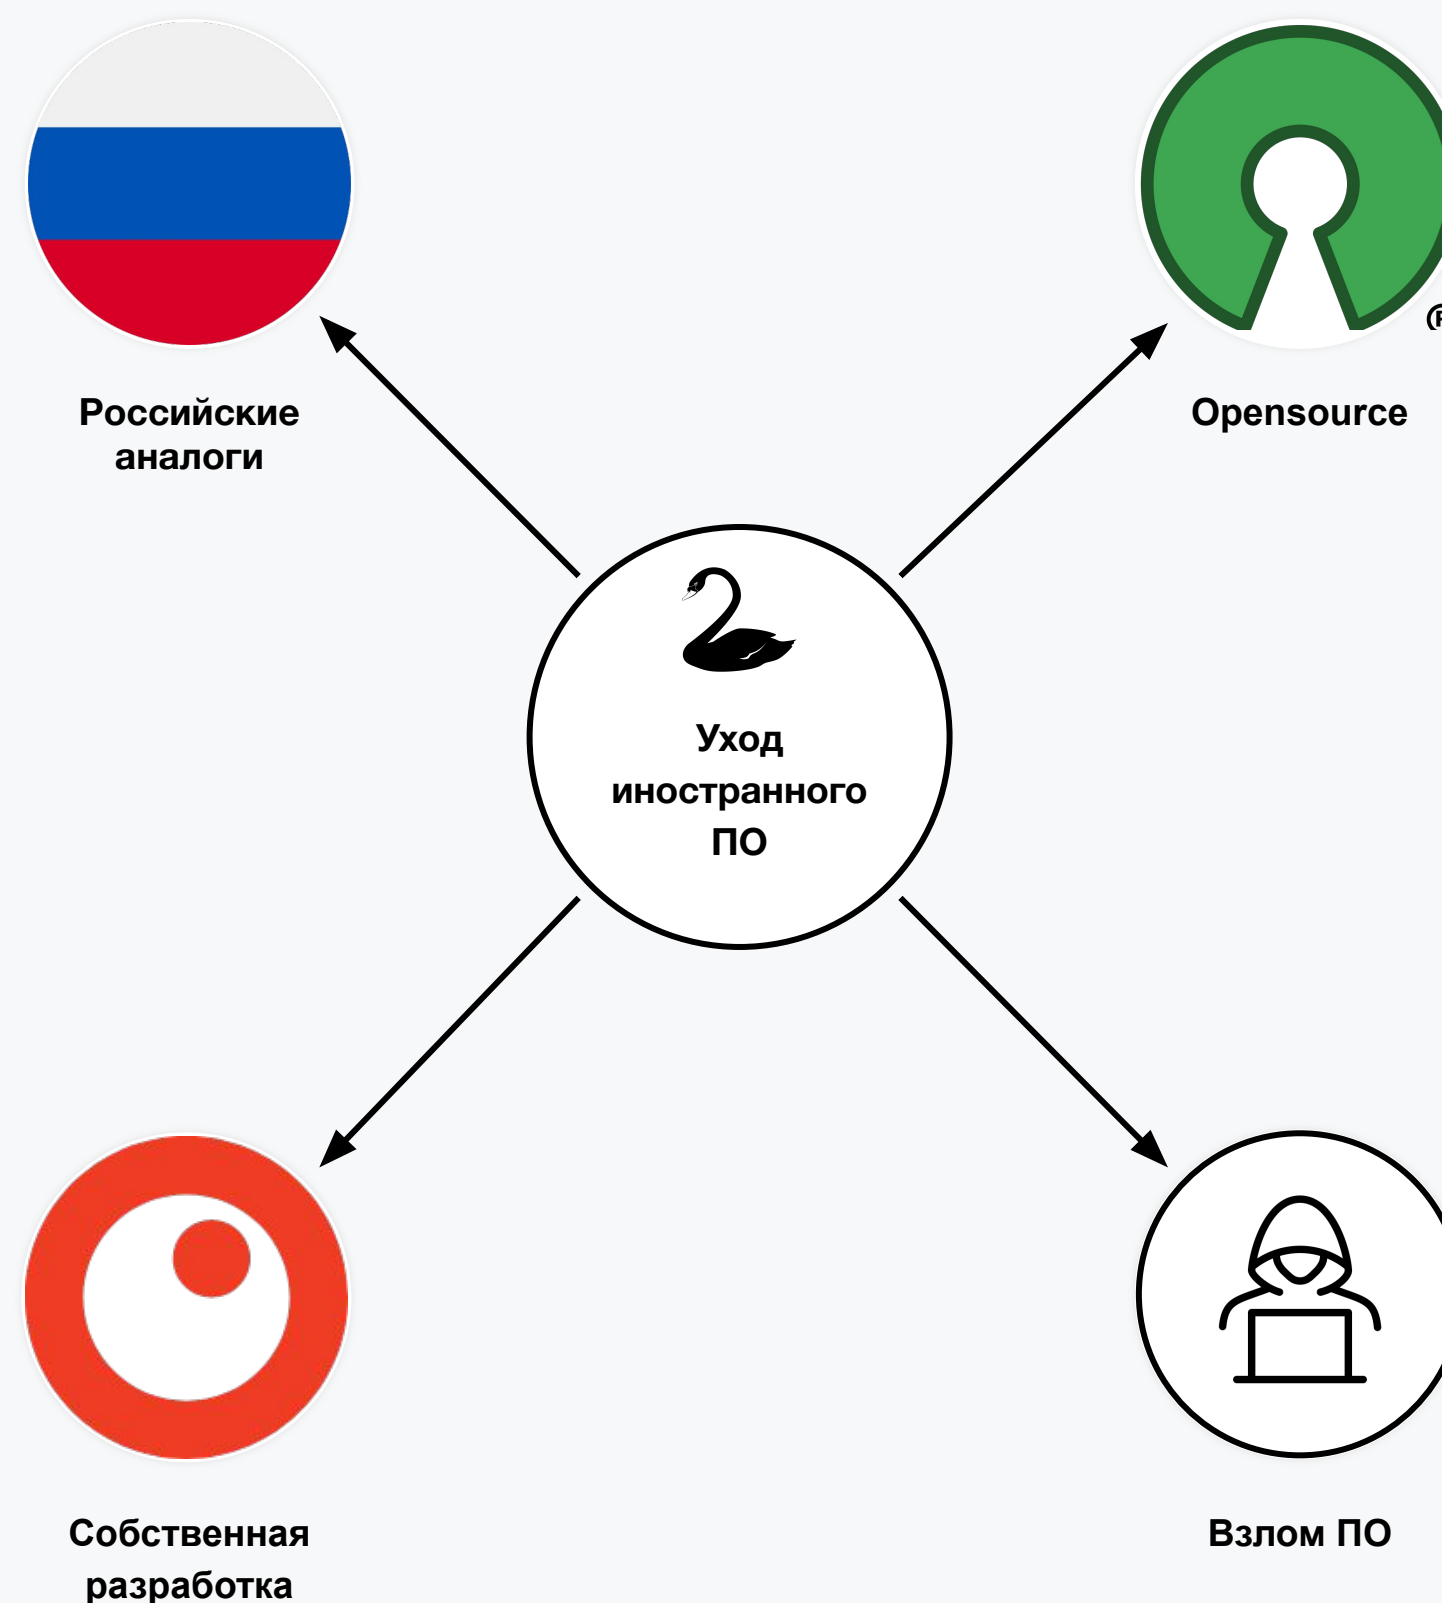 Российские
аналоги
Opensource
Уход
иностранного
ПО
Собственная
разработка
Взлом ПО